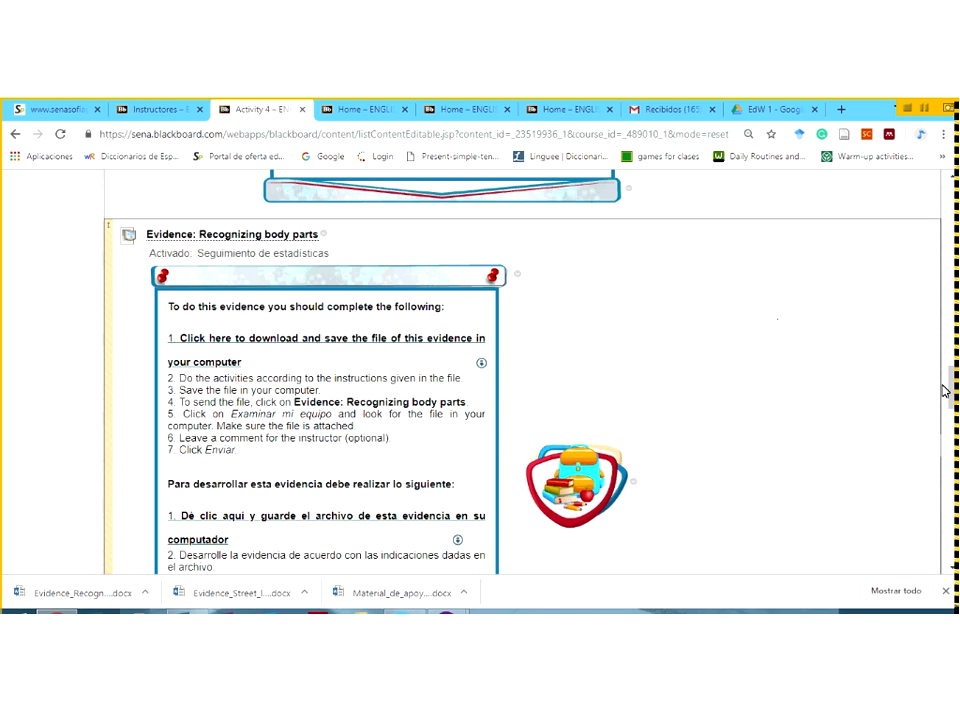 www.senasofia
Instructores – E
Activity 4 – EN
Home – ENGLI
Home – ENGLI
Home – ENGLI
Recibidos (165
EdW 1 - Googl
https://sena.blackboard.com/webapps/blackboard/content/listContentEditable.jsp?content_id=_23519936_1&course_id=_489010_1&mode=reset
Aplicaciones
Diccionarios de Esp...
Portal de oferta ed...
Google
Login
Present-simple-ten...
Linguee | Diccionari...
games for clases
Daily Routines and...
Warm-up activities...
Evidence: Recognizing body parts
Activado: Seguimiento de estadísticas
To do this evidence you should complete the following:
1. Click here to download and save the file of this evidence in
your computer
2. Do the activities according to the instructions given in the file.
3. Save the file in your computer.
4. To send the file, click on Evidence: Recognizing body parts.
5. Click on Examinar mi equipo and look for the file in your
computer. Make sure the file is attached.
6. Leave a comment for the instructor (optional).
7. Click Enviar.
Para desarrollar esta evidencia debe realizar lo siguiente:
1. Dé clic aquí y guarde el archivo de esta evidencia en su
computador
2. Desarrolle la evidencia de acuerdo con las indicaciones dadas en
el archivo.
Evidence_Recogn....docx
Evidence_Street_l....docx
Material_de_apoy....docx
Mostrar todo